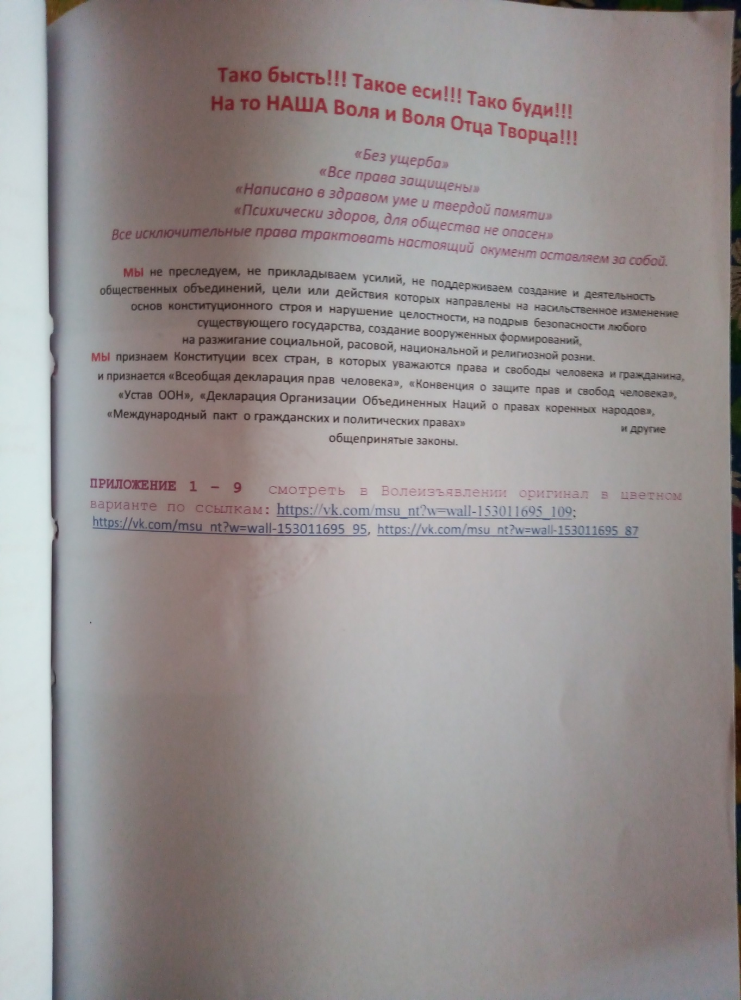 Тако бысть!!! Такое еси!!! Тако буди!!!
На то НАША Воля и Воля Отца Творца!!!
«Без ущерба»
«Все права защищены»
«Написано в здравом уме и твердой памяти»
«Психически здоров, для общества не опасен»
Все исключительные права трактовать настоящий окумент оставляем за собой.
МЫ не преследуем, не прикладываем усилий, не поддерживаем создание и деятельность
общественных объединений, цели или действия которых направлены на насильственное изменение
основ конституционного строя и нарушение целостности, на подрыв безопасности любого
существующего государства, создание вооруженных формирований,
на разжигание социальной, расовой, национальной и религиозной розни.
МЫ признаем Конституции всех стран, в которых уважаются права и свободы человека и гражданина,
и признается «Всеобщая декларация прав человека», «Конвенция о защите прав и свобод человека»,
«Устав ООН», «Декларация Организации Объединенных Наций о правах коренных народов»,
«Международный пакт о гражданских и политических правах» и другие
общепринятые законы.
ПРИЛОЖЕНИЕ 1 – 9 смотреть в Волеизъявлении оригинал в цветном
варианте по ссылкам: https://vk.com/msu_nt?w=wall-153011695_109;
https://vk.com/msu_nt?w=wall-153011695_95, https://vk.com/msu_nt?w=wall-153011695_87